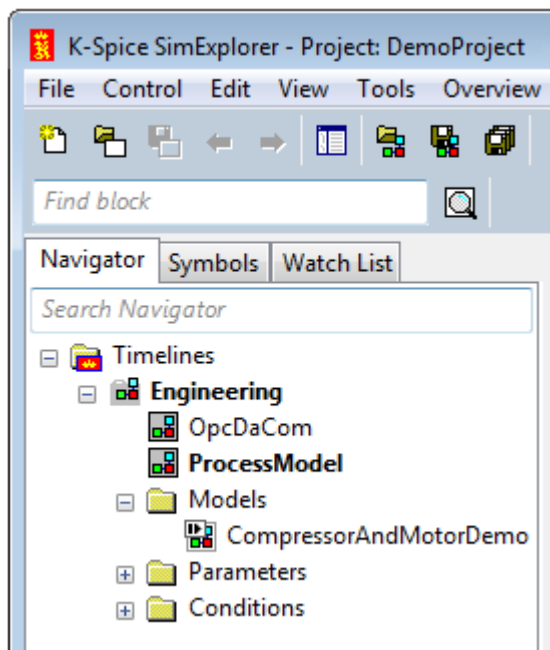 K-Spice SimExplorer - Project: DemoProject
File Control Edit View Tools Overview
Find block
Navigator Symbols Watch List
Search Navigator
Timelines
Engineering
OpcDaCom
ProcessModel
Models
CompressorAndMotorDemo
Parameters
Conditions